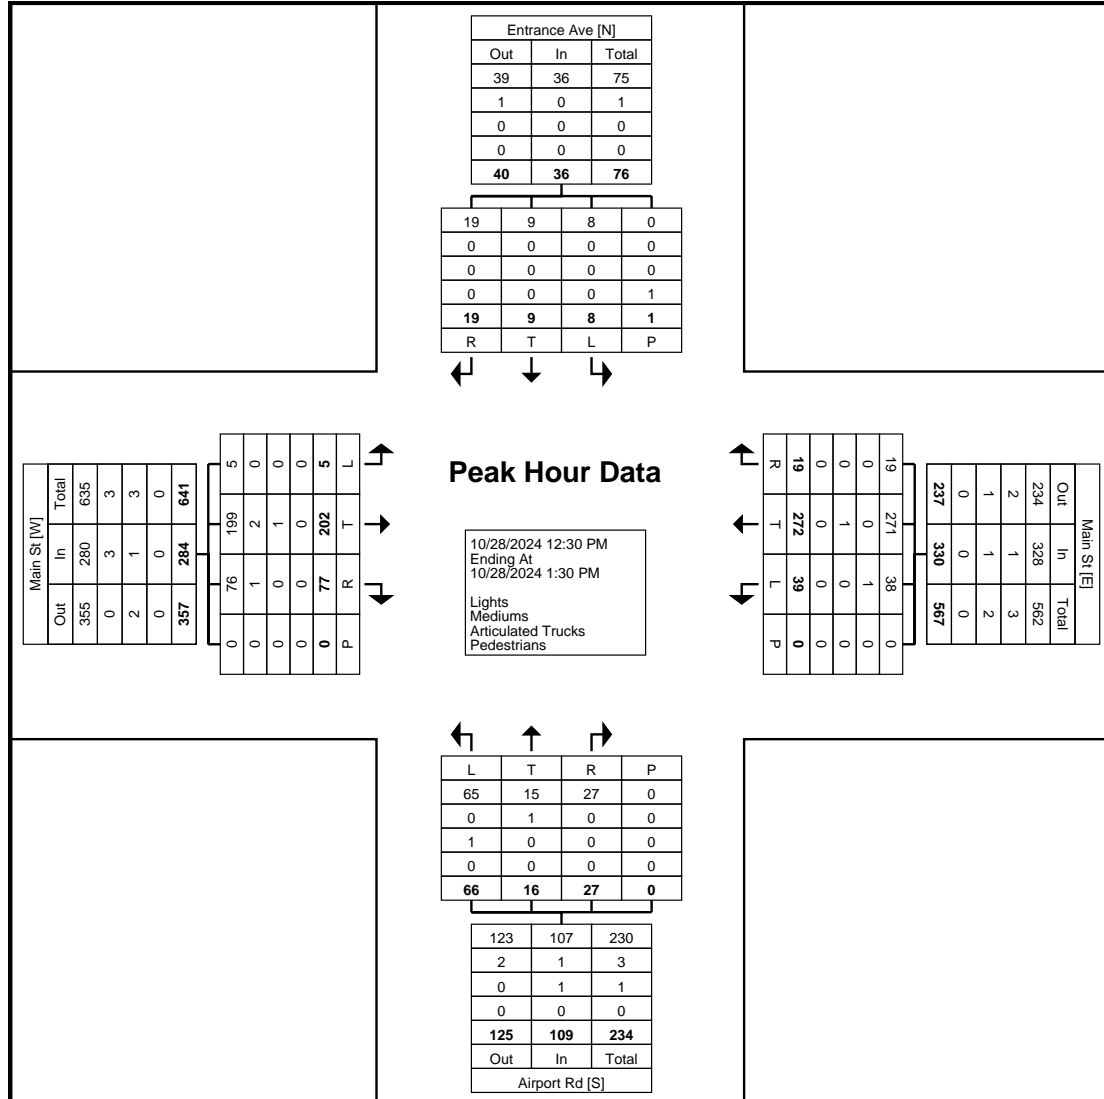 Entrance Ave [N]
Out In Total
39 36 75
1 0 1
0 0 0
0 0 0
40 36 76
19 9 8 0
0 0 0 0
0 0 0 0
0 0 0 1
19 9 8 1
R T L P
Main St [W]
Total 635 3 3 0 641
In 280 3 1 0 284
Out 355 0 2 0 357
5 0 0 0 5 L
199 2 1 0 202 T
76 1 0 0 77 R
0 0 0 0 0 P
Peak Hour Data
10/28/2024 12:30 PM
Ending At
10/28/2024 1:30 PM
Lights
Mediums
Articulated Trucks
Pedestrians
R 19 0 0 0 19
T 272 0 1 0 271
L 39 0 0 1 38
P 0 0 0 0 0
Main St [E]
Out 234 2 1 0 237
In 328 1 1 0 330
Total 562 3 2 0 567
L T R P
65 15 27 0
0 1 0 0
1 0 0 0
0 0 0 0
66 16 27 0
123 107 230
2 1 3
0 1 1
0 0 0
125 109 234
Out In Total
Airport Rd [S]